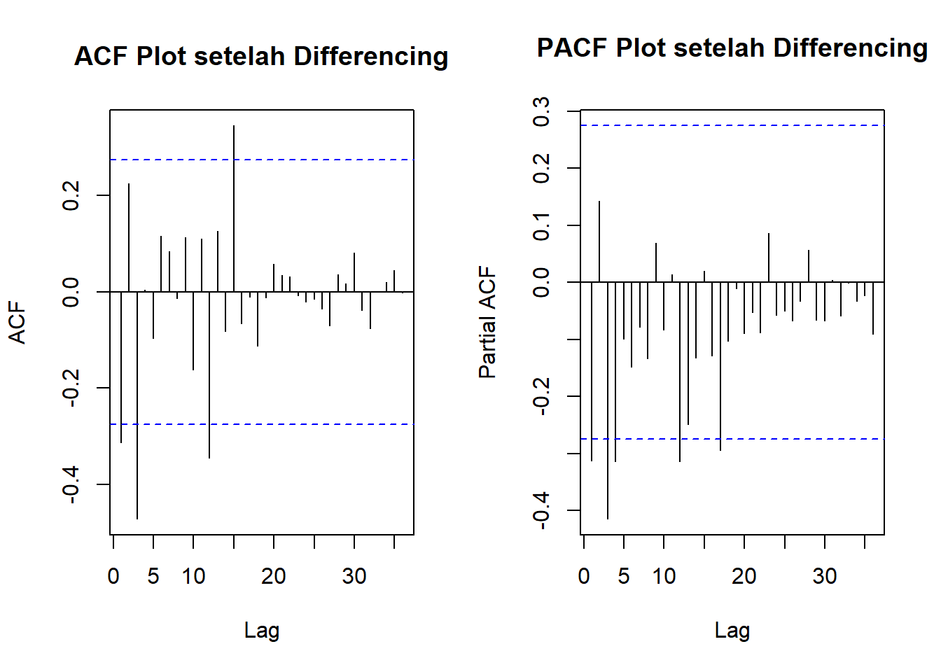 ACF Plot setelah Differencing
ACF
0.2
0.0
-0.2
-0.4
0 5 10 20 30
Lag
PACF Plot setelah Differencing
Partial ACF
0.3
0.2
0.1
0.0
-0.2
-0.4
0 5 10 20 30
Lag